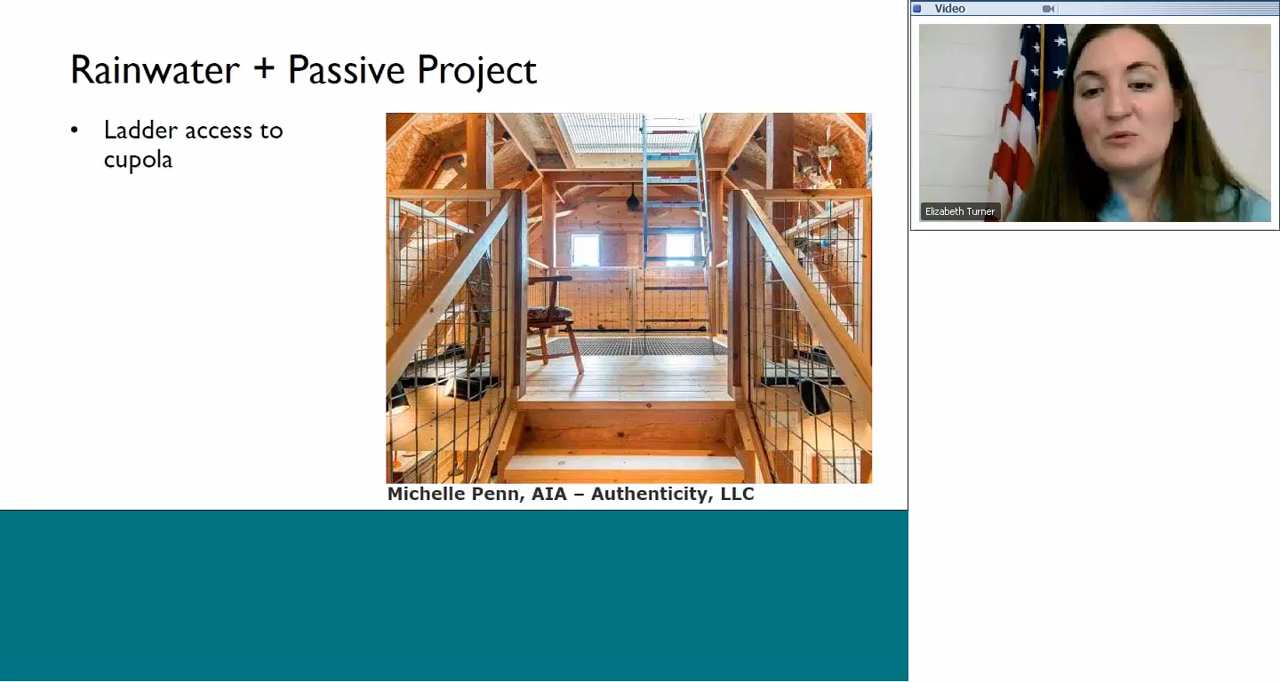 Rainwater + Passive Project
• Ladder access to
cupola
Michelle Penn, AIA – Authenticity, LLC
Video
Elizabeth Turner